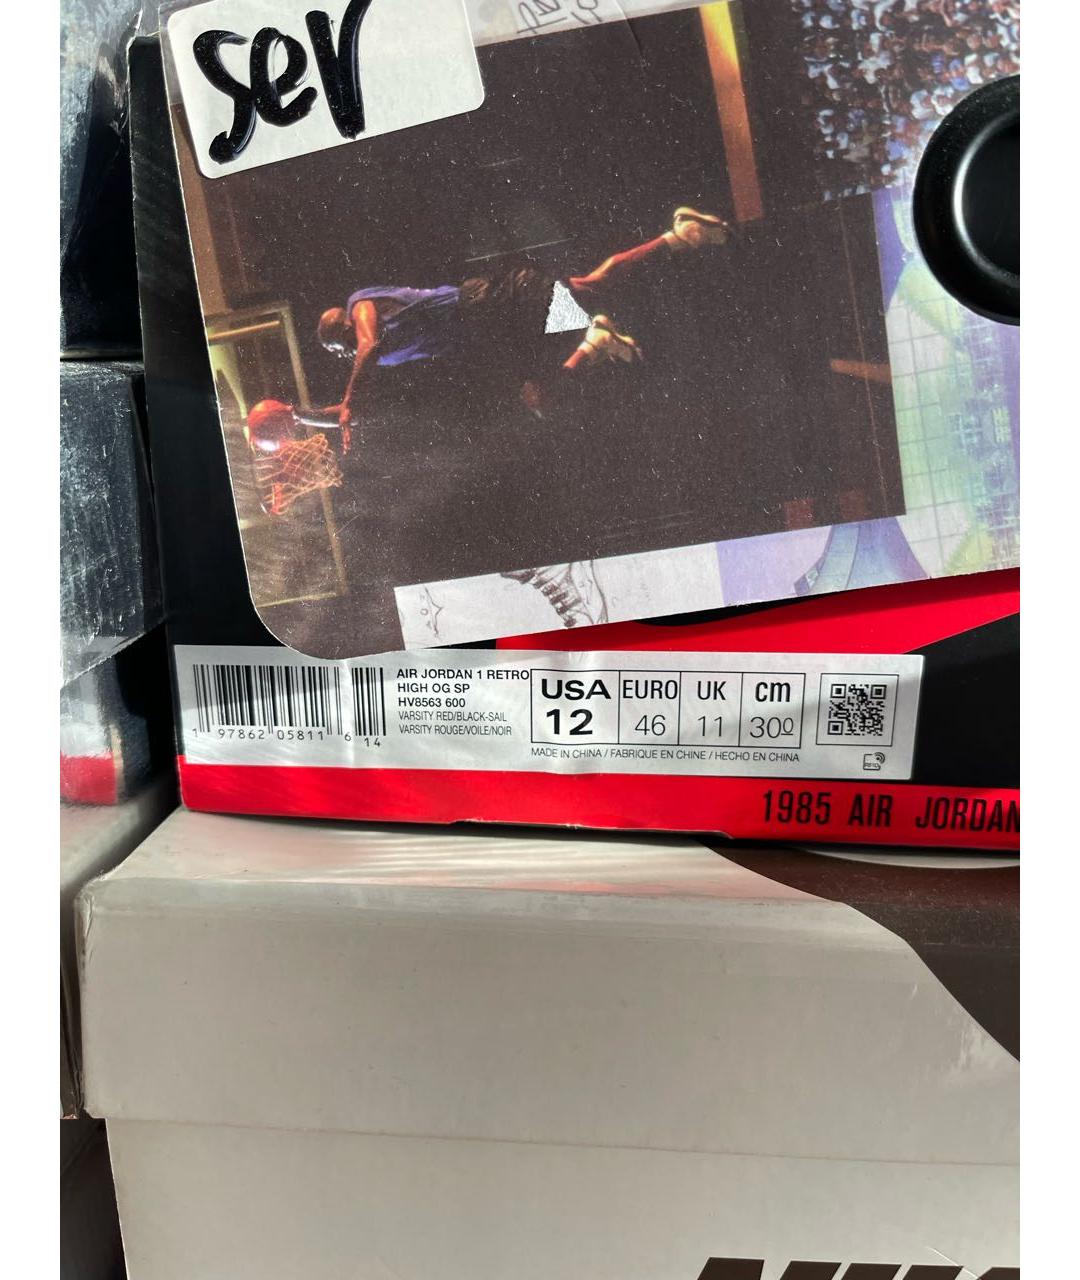 sev
AIR JORDAN 1 RETRO
HIGH OG SP
HV8563 600
VARSITY RED/BLACK-SAIL
VARSITY ROUGE/VOILE/NOIR
1 97862 05811 6 14
USA
12
EURO
46
UK
11
cm
30º
MADE IN CHINA / FABRIQUE EN CHINE / HECHO EN CHINA
1985 AIR JORDAN